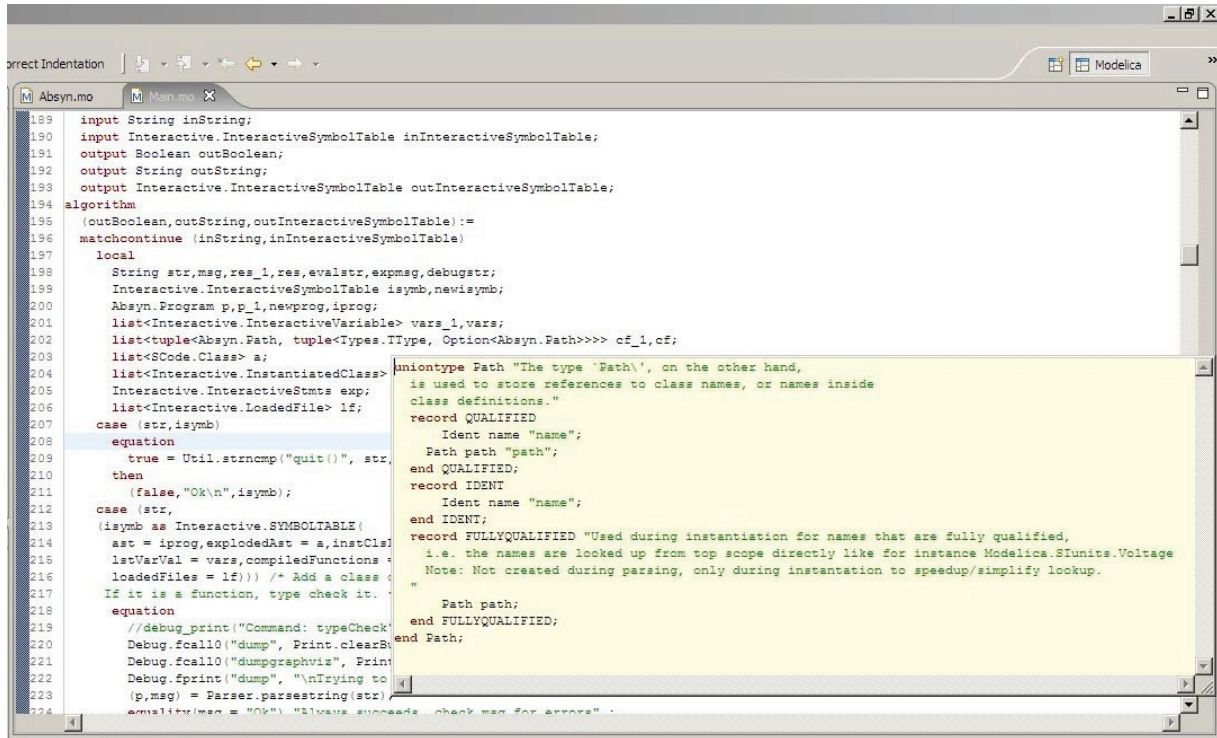 orrect Indentation
Modelica
»
Absyn.mo
Main.mo
189 input String inString;
190 input Interactive.InteractiveSymbolTable inInteractiveSymbolTable;
191 output Boolean outBoolean;
192 output String outString;
193 output Interactive.InteractiveSymbolTable outInteractiveSymbolTable;
194 algorithm
195 (outBoolean,outString,outInteractiveSymbolTable):=
196 matchcontinue (inString,inInteractiveSymbolTable)
197 local
198 String str,msg,res_1,res,evalstr,expmsg,debugstr;
199 Interactive.InteractiveSymbolTable isymb,newisymb;
200 Absyn.Program p,p_1,newprog,iprog;
201 list<Interactive.InteractiveVariable> vars_1,vars;
202 list<tuple<Absyn.Path, tuple<Types.TType, Option<Absyn.Path>>>> cf_1,cf;
203 list<SCode.Class> a;
204 list<Interactive.InstantiatedClass>
205 Interactive.InteractiveStmts exp;
206 list<Interactive.LoadedFile> lf;
207 case (str,isymb)
208 equation
209 true = Util.strncmp("quit()", str,
210 then
211 (false,"Ok\n",isymb);
212 case (str,
213 (isymb as Interactive.SYMBOLTABLE(
214 ast = iprog,explodedAst = a,instClsI
215 lstVarVal = vars,compiledFunctions =
216 loadedFiles = lf))) /* Add a class
217 If it is a function, type check it.
218 equation
219 //debug_print("Command: typeCheck"
220 Debug.fcall0("dump", Print.clearBu
221 Debug.fcall0("dumpgraphviz", Print
222 Debug.fprint("dump", "\nTrying to
223 (p,msg) = Parser.parsestring(str)
224 equality(msg = "Ok") "Always succeeds, check msg for errors" ;
uniontype Path "The type `Path\', on the other hand,
is used to store references to class names, or names inside
class definitions."
record QUALIFIED
Ident name "name";
Path path "path";
end QUALIFIED;
record IDENT
Ident name "name";
end IDENT;
record FULLYQUALIFIED "Used during instantiation for names that are fully qualified,
i.e. the names are looked up from top scope directly like for instance Modelica.SIunits.Voltage
Note: Not created during parsing, only during instantation to speedup/simplify lookup.
"
Path path;
end FULLYQUALIFIED;
end Path;